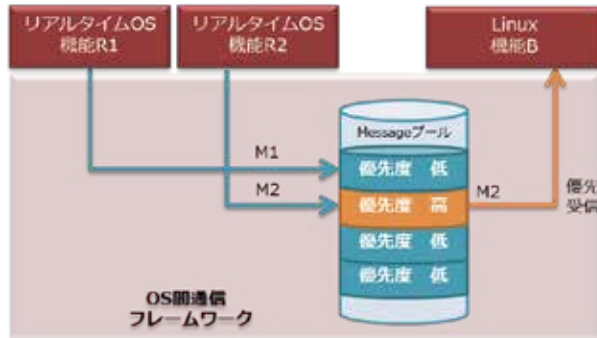 リアルタイムOS
機能R1
リアルタイムOS
機能R2
Linux
機能B
Messageプール
M1
優先度 低
M2
優先度 高
M2
優先
受信
優先度 低
優先度 低
OS間通信
フレームワーク